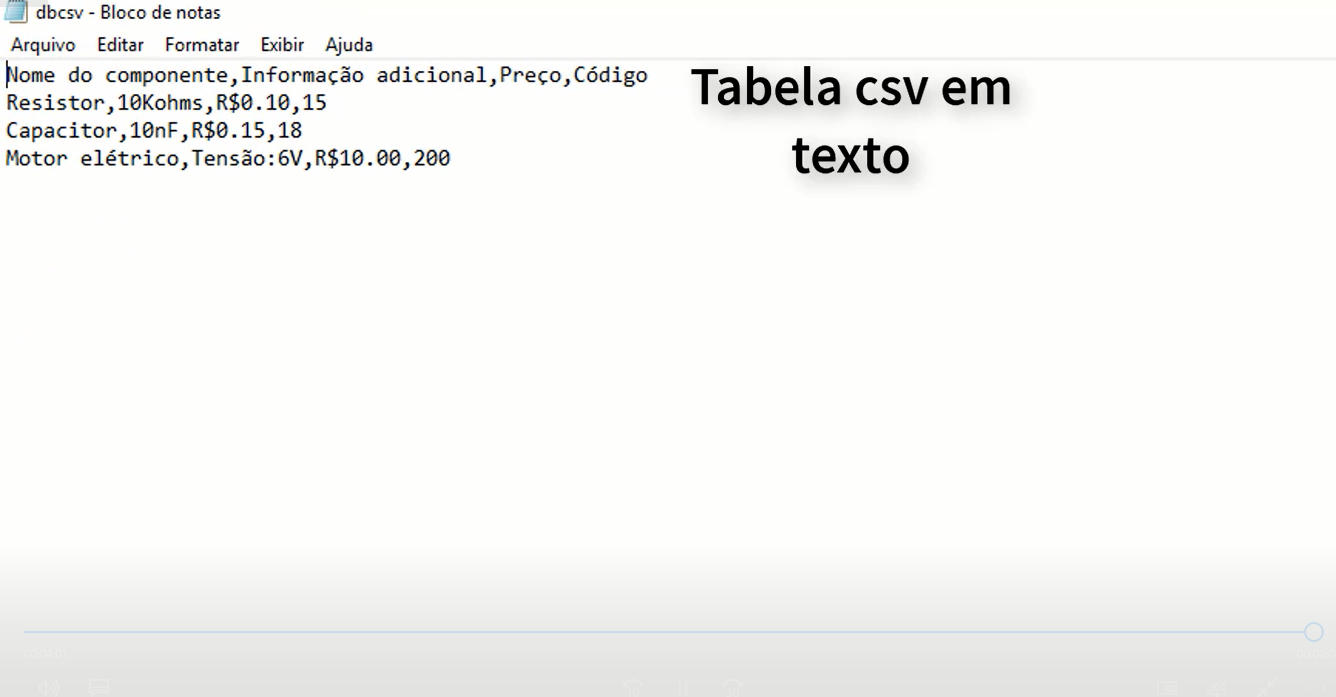 dbcsv - Bloco de notas
Arquivo Editar Formatar Exibir Ajuda
Nome do componente,Informação adicional,Preço,Código
Resistor,10Kohms,R$0.10,15
Capacitor,10nF,R$0.15,18
Motor elétrico,Tensão:6V,R$10.00,200
Tabela csv em
texto